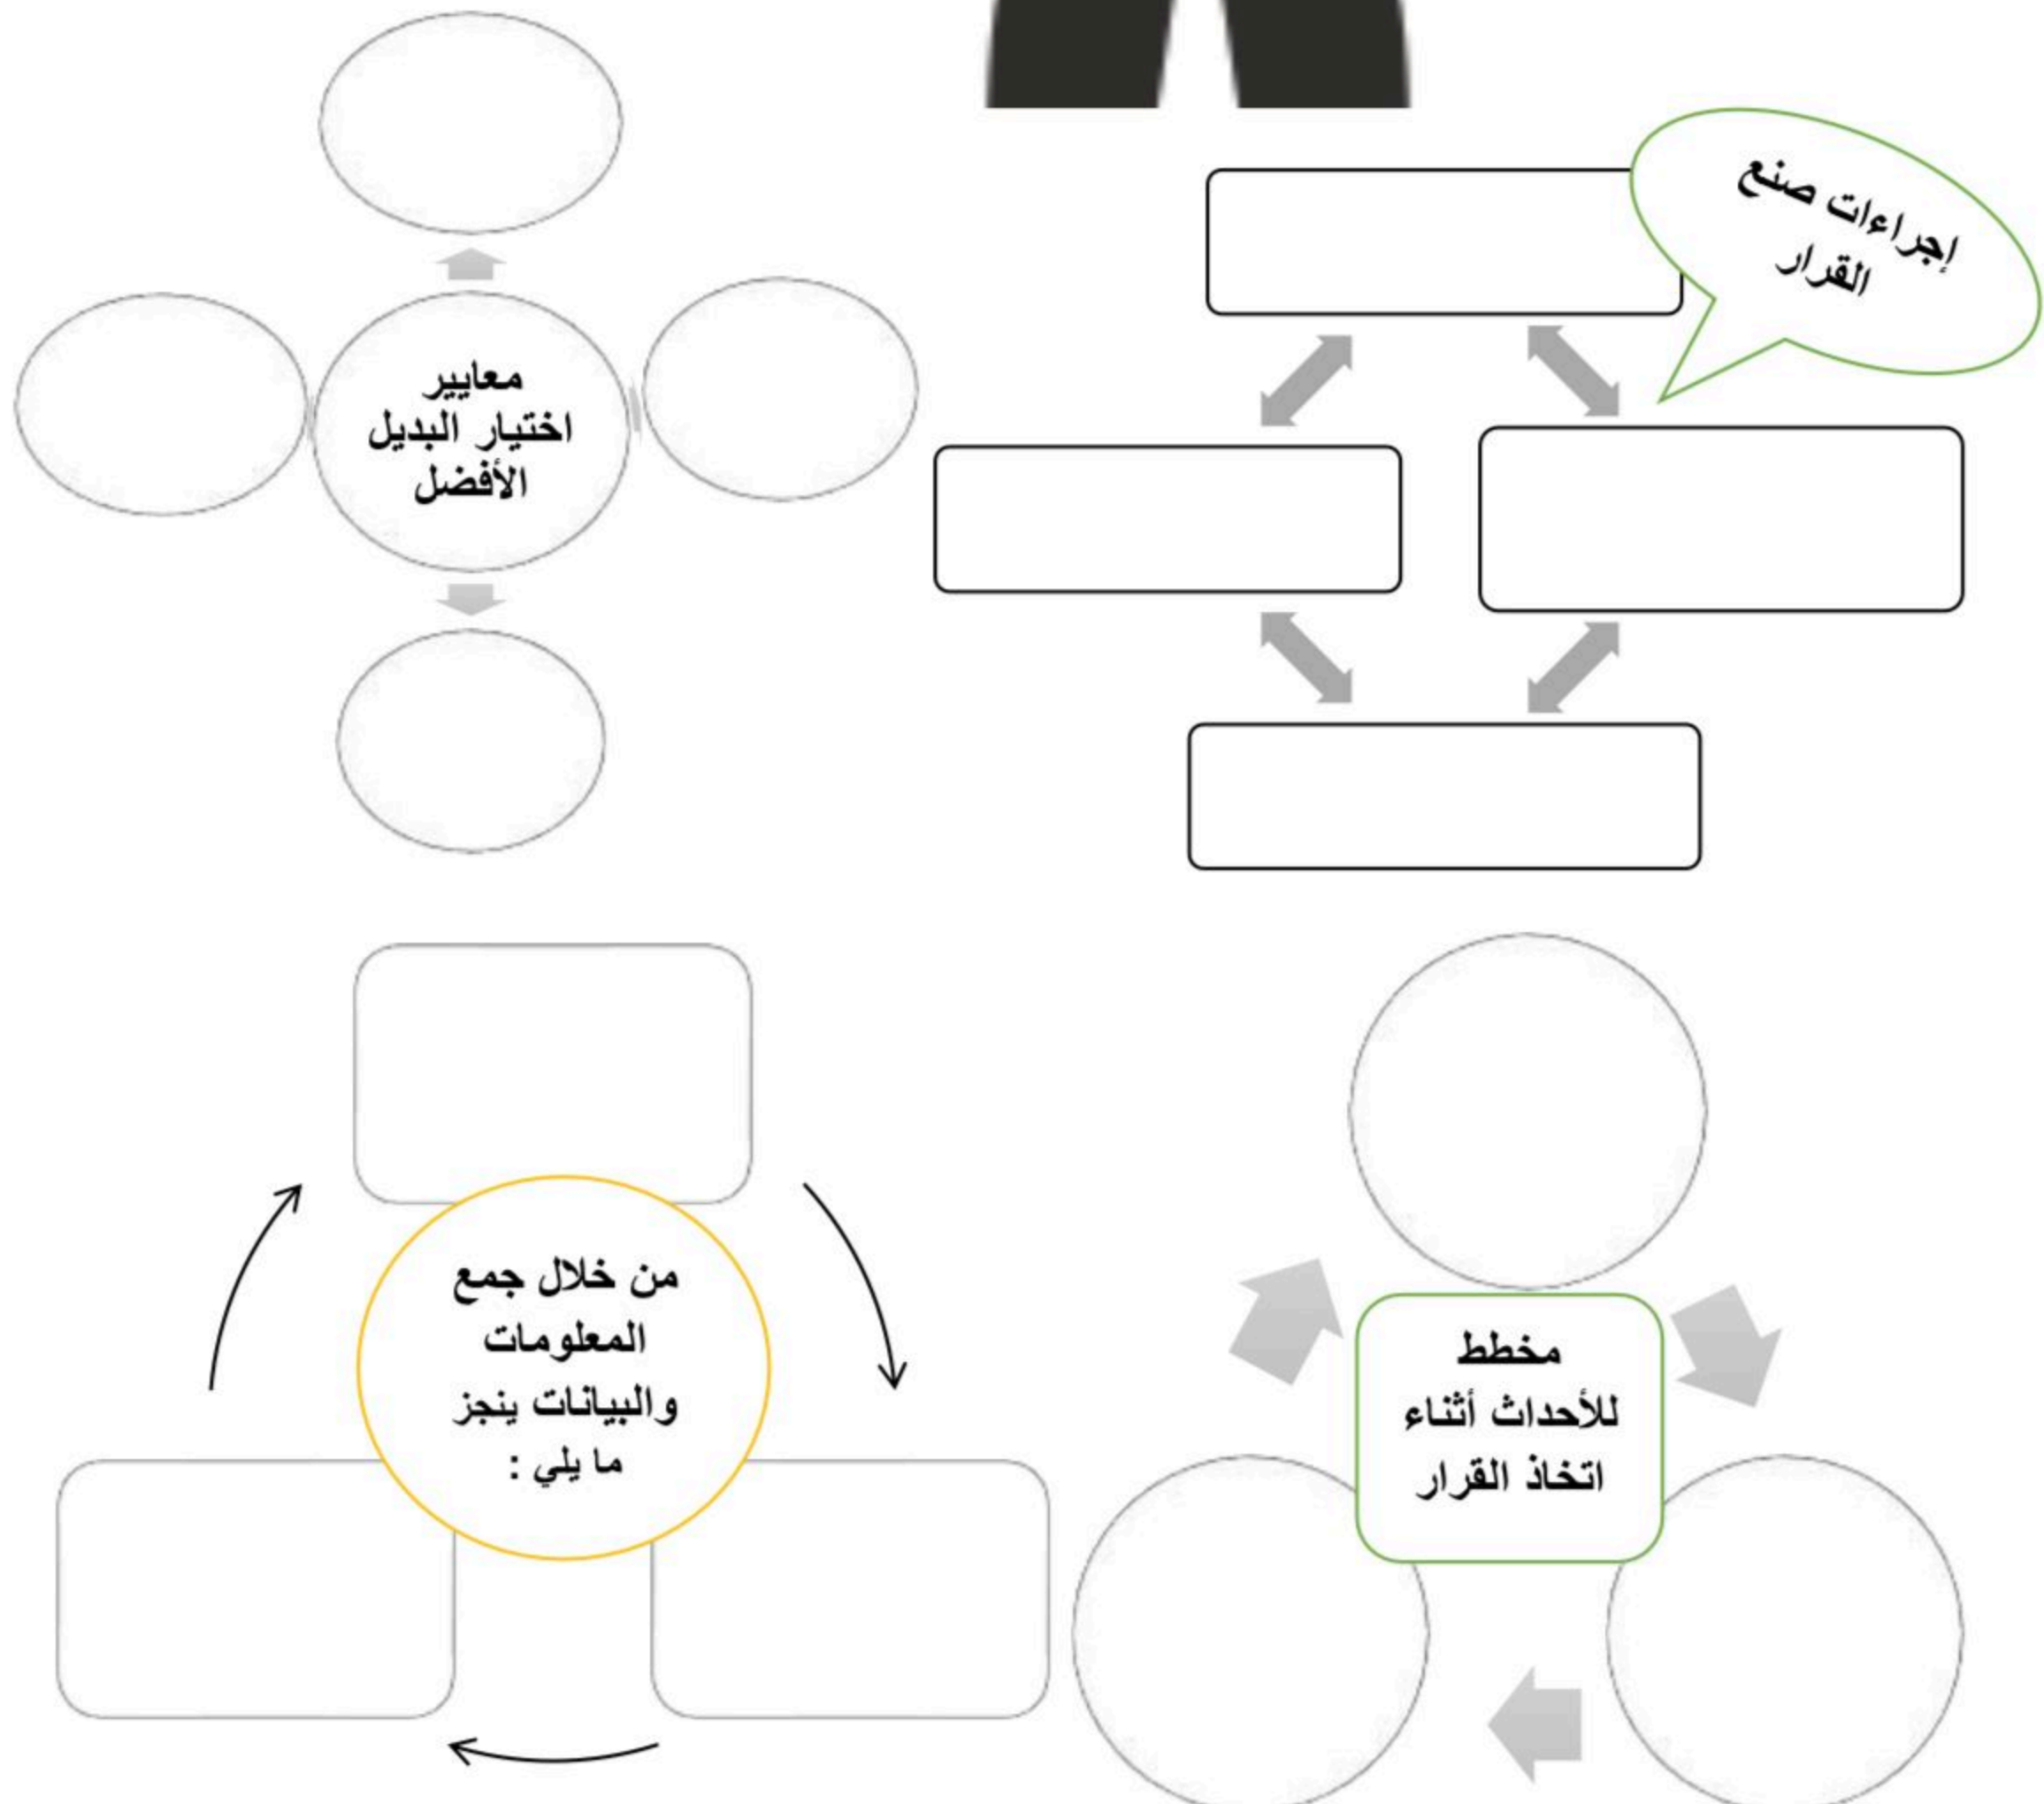 إجراءات صنع
القرار
معايير
اختيار البديل
الأفضل
من خلال جمع
المعلومات
والبيانات ينجز
ما يلي :
مخطط
للأحداث أثناء
اتخاذ القرار